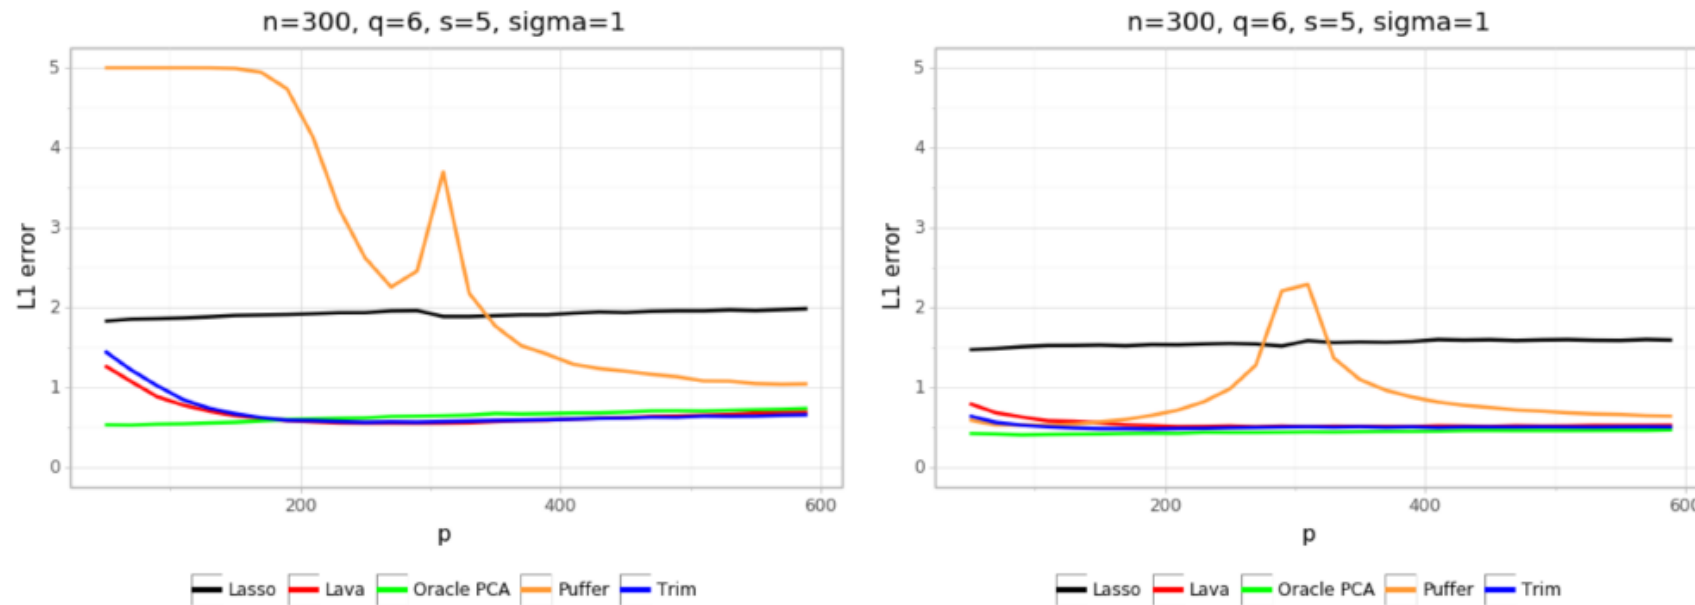 n=300, q=6, s=5, sigma=1
5
4
3
2
1
0
L1 error
200
400
600
p
Lasso Lava Oracle PCA Puffer Trim
n=300, q=6, s=5, sigma=1
5
4
3
2
1
0
L1 error
200
400
600
p
Lasso Lava Oracle PCA Puffer Trim